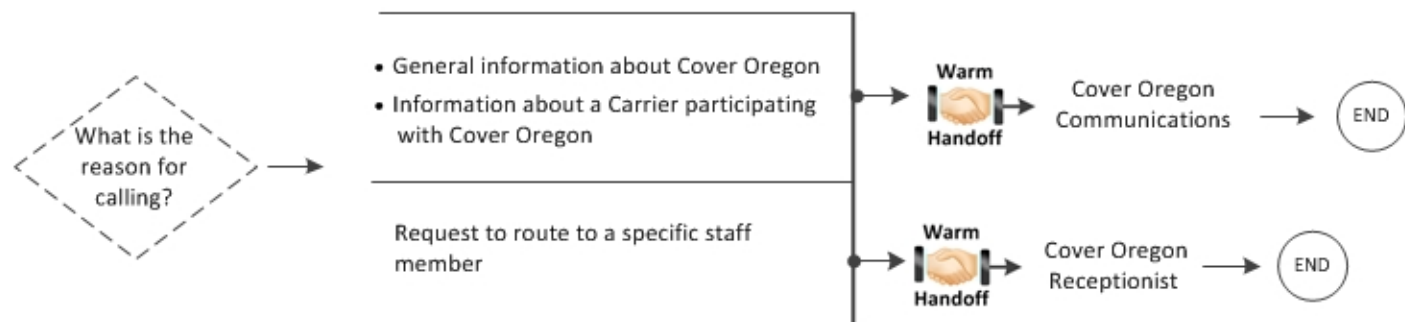 What is the
reason for
calling?
• General information about Cover Oregon
• Information about a Carrier participating
with Cover Oregon
Warm
Handoff
Cover Oregon
Communications
END
Request to route to a specific staff
member
Warm
Handoff
Cover Oregon
Receptionist
END